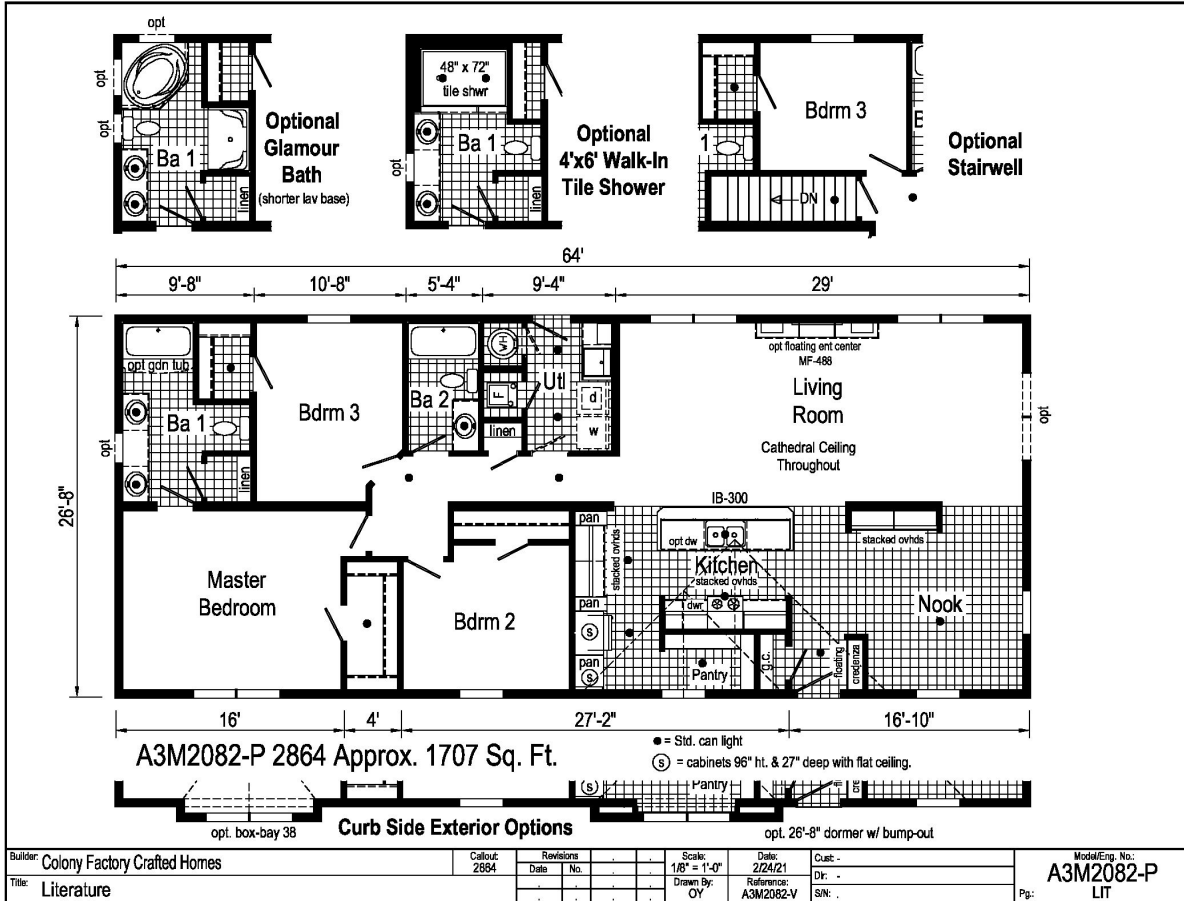 opt
opt
opt
Ba 1
linen
Optional
Glamour
Bath
(shorter lav base)
48" x 72"
tile shwr
opt
Ba 1
linen
Optional
4'x6' Walk-In
Tile Shower
Bdrm 3
1
DN
Optional
Stairwell
64'
9'-8"
10'-8"
5'-4"
9'-4"
29'
26'-8"
opt gdn tub
Ba 1
opt
linen
Bdrm 3
Ba 2
WH
F
linen
Utl
d
w
opt floating ent center
MF-488
Living
Room
Cathedral Ceiling
Throughout
opt
IB-300
pan
stacked ovhds
opt dw
Kitchen
stacked ovhds
dwr
stacked ovhds
Nook
pan
S
pan
S
Pantry
g.c.
floating
credenza
Master
Bedroom
Bdrm 2
16'
4'
27'-2"
16'-10"
A3M2082-P 2864 Approx. 1707 Sq. Ft.
= Std. can light
S = cabinets 96" ht. & 27" deep with flat ceiling.
S
Pantry
opt. box-bay 38
Curb Side Exterior Options
opt. 26'-8" dormer w/ bump-out
Builder: Colony Factory Crafted Homes
Title: Literature
Callout:
2864
Revisions
Date No.
Scale:
1/8" = 1'-0"
Drawn By:
OY
Date:
2/24/21
Reference:
A3M2082-V
Cust: -
Dlr: -
S/N: .
Model/Eng. No.:
A3M2082-P
Pg.: LIT